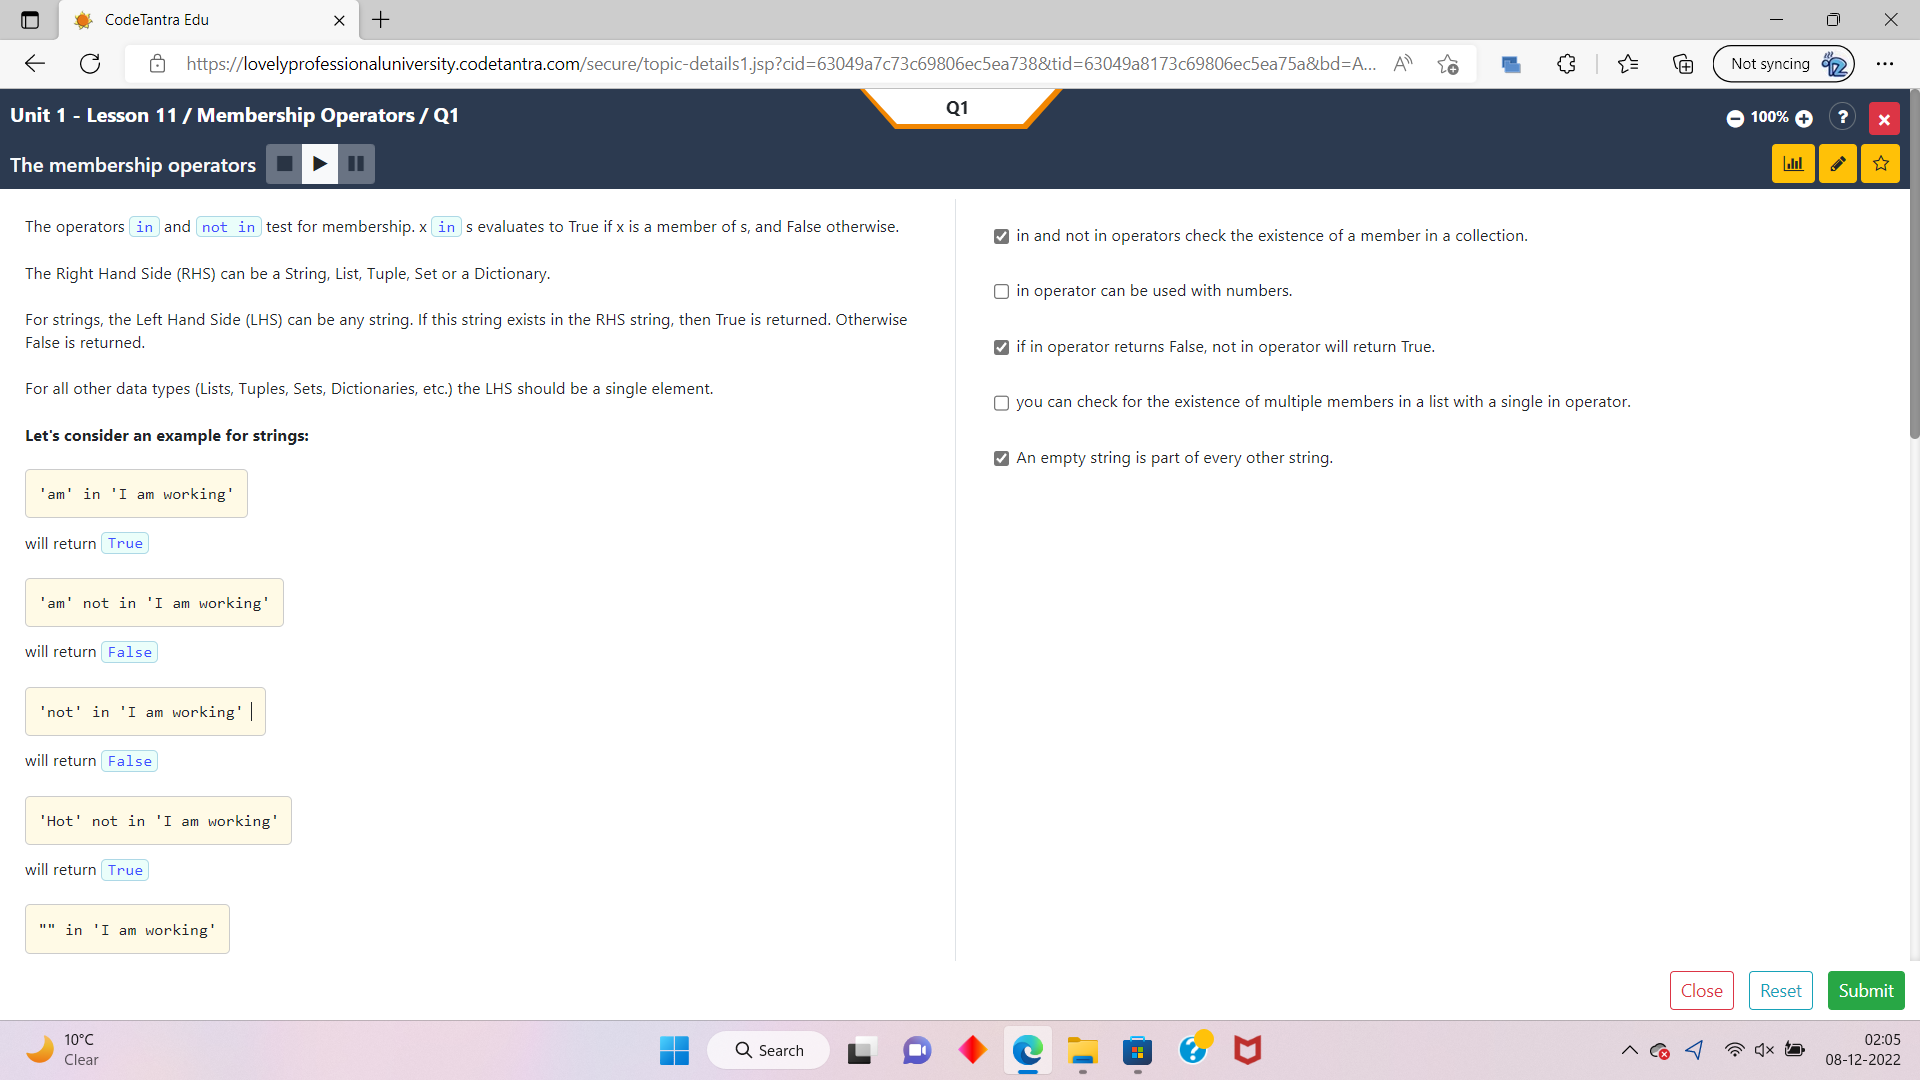 CodeTantra Edu
https://lovelyprofessionaluniversity.codetantra.com/secure/topic-details1.jsp?cid=63049a7c73c69806ec5ea738&tid=63049a8173c69806ec5ea75a&bd=A...
Not syncing
Unit 1 - Lesson 11 / Membership Operators / Q1
Q1
100%
?
The membership operators
The operators in and not in test for membership. x in s evaluates to True if x is a member of s, and False otherwise.
The Right Hand Side (RHS) can be a String, List, Tuple, Set or a Dictionary.
For strings, the Left Hand Side (LHS) can be any string. If this string exists in the RHS string, then True is returned. Otherwise
False is returned.
For all other data types (Lists, Tuples, Sets, Dictionaries, etc.) the LHS should be a single element.
Let's consider an example for strings:
'am' in 'I am working'
will return True
'am' not in 'I am working'
will return False
'not' in 'I am working'
will return False
'Hot' not in 'I am working'
will return True
"" in 'I am working'
in and not in operators check the existence of a member in a collection.
in operator can be used with numbers.
if in operator returns False, not in operator will return True.
you can check for the existence of multiple members in a list with a single in operator.
An empty string is part of every other string.
Close
Reset
Submit
10°C
Clear
Search
02:05
08-12-2022